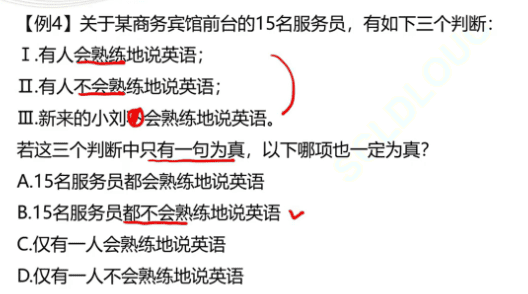 【例4】关于某商务宾馆前台的15名服务员，有如下三个判断：
Ⅰ.有人会熟练地说英语；
Ⅱ.有人不会熟练地说英语；
Ⅲ.新来的小刘会熟练地说英语。
若这三个判断中只有一句为真，以下哪项也一定为真？
A.15名服务员都会熟练地说英语
B.15名服务员都不会熟练地说英语
C.仅有一人会熟练地说英语
D.仅有一人不会熟练地说英语